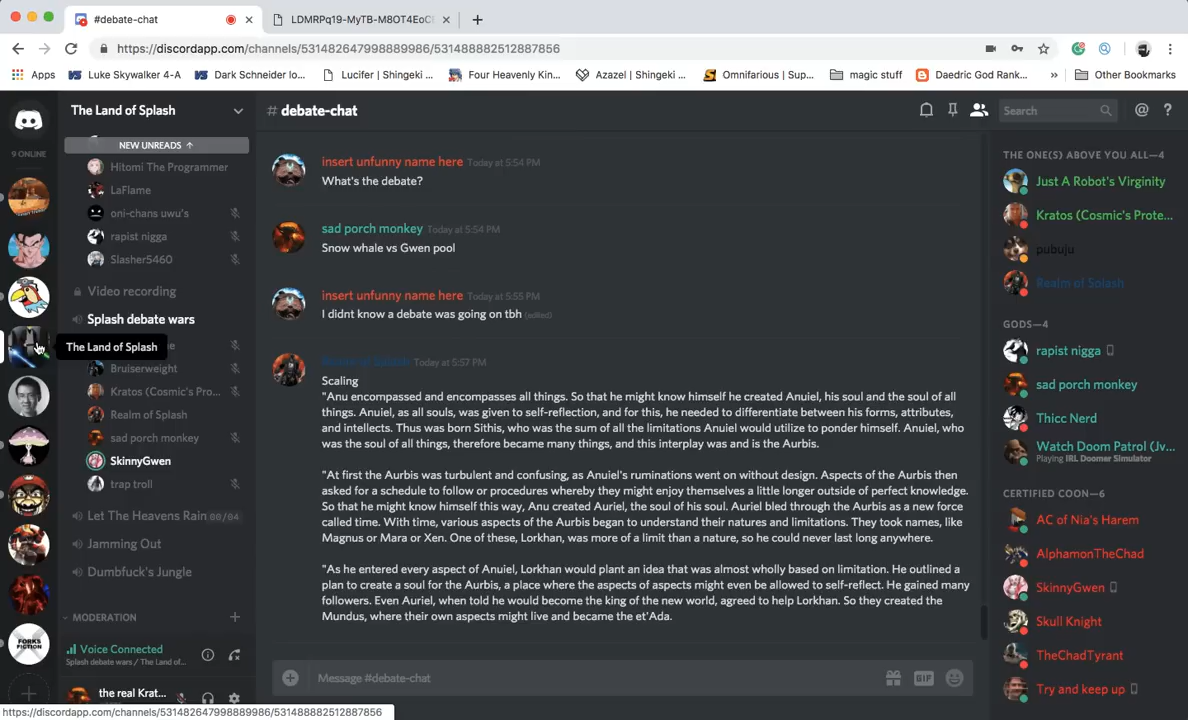 #debate-chat
LDMRPq19-MyTB-M8OT4EoC
https://discordapp.com/channels/531482647998889986/531488882512887856
Apps
Luke Skywalker 4-A
Dark Schneider lo...
Lucifer | Shingeki ...
Four Heavenly Kin...
Azazel | Shingeki ...
Omnifarious | Sup...
magic stuff
Daedric God Rank...
»
Other Bookmarks
The Land of Splash
# debate-chat
Search
9 ONLINE
NEW UNREADS ↑
Hitomi The Programmer
LaFlame
oni-chans uwu's
rapist nigga
Slasher5460
Video recording
Splash debate wars
The Land of Splash
Bruiserweight
Kratos (Cosmic's Pro...
Realm of Splash
sad porch monkey
SkinnyGwen
trap troll
Let The Heavens Rain 00/04
Jamming Out
Dumbfuck's Jungle
MODERATION
Voice Connected
Splash debate wars / The Land of...
the real Krat...
insert unfunny name here Today at 5:54 PM
What's the debate?
sad porch monkey Today at 5:54 PM
Snow whale vs Gwen pool
insert unfunny name here Today at 5:55 PM
I didnt know a debate was going on tbh (edited)
Today at 5:57 PM
Scaling
"Anu encompassed and encompasses all things. So that he might know himself he created Anuiel, his soul and the soul of all
things. Anuiel, as all souls, was given to self-reflection, and for this, he needed to differentiate between his forms, attributes,
and intellects. Thus was born Sithis, who was the sum of all the limitations Anuiel would utilize to ponder himself. Anuiel, who
was the soul of all things, therefore became many things, and this interplay was and is the Aurbis.
"At first the Aurbis was turbulent and confusing, as Anuiel's ruminations went on without design. Aspects of the Aurbis then
asked for a schedule to follow or procedures whereby they might enjoy themselves a little longer outside of perfect knowledge.
So that he might know himself this way, Anu created Auriel, the soul of his soul. Auriel bled through the Aurbis as a new force
called time. With time, various aspects of the Aurbis began to understand their natures and limitations. They took names, like
Magnus or Mara or Xen. One of these, Lorkhan, was more of a limit than a nature, so he could never last long anywhere.
"As he entered every aspect of Anuiel, Lorkhan would plant an idea that was almost wholly based on limitation. He outlined a
plan to create a soul for the Aurbis, a place where the aspects of aspects might even be allowed to self-reflect. He gained many
followers. Even Auriel, when told he would become the king of the new world, agreed to help Lorkhan. So they created the
Mundus, where their own aspects might live and became the et'Ada.
Message #debate-chat
GIF
THE ONE(S) ABOVE YOU ALL—4
Just A Robot's Virginity
Kratos (Cosmic's Prote...
pubuju
Realm of Splash
GODS—4
rapist nigga
sad porch monkey
Thicc Nerd
Watch Doom Patrol (Jv...
Playing IRL Doomer Simulator
CERTIFIED COON—6
AC of Nia's Harem
AlphamonTheChad
SkinnyGwen
Skull Knight
TheChadTyrant
Try and keep up
FORKS
FICTION
https://discordapp.com/channels/531482647998889986/531488882512887856